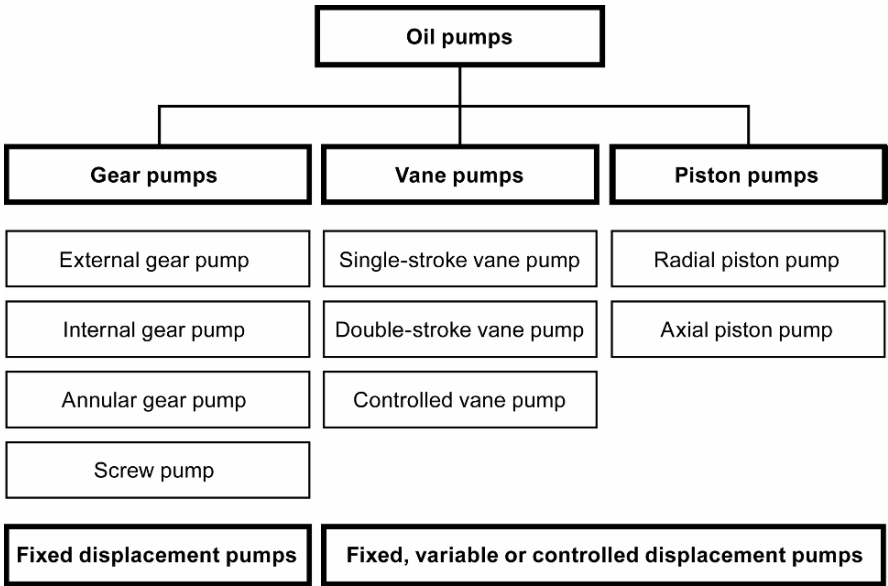 Oil pumps
Gear pumps
Vane pumps
Piston pumps
External gear pump
Single-stroke vane pump
Radial piston pump
Internal gear pump
Double-stroke vane pump
Axial piston pump
Annular gear pump
Controlled vane pump
Screw pump
Fixed displacement pumps
Fixed, variable or controlled displacement pumps